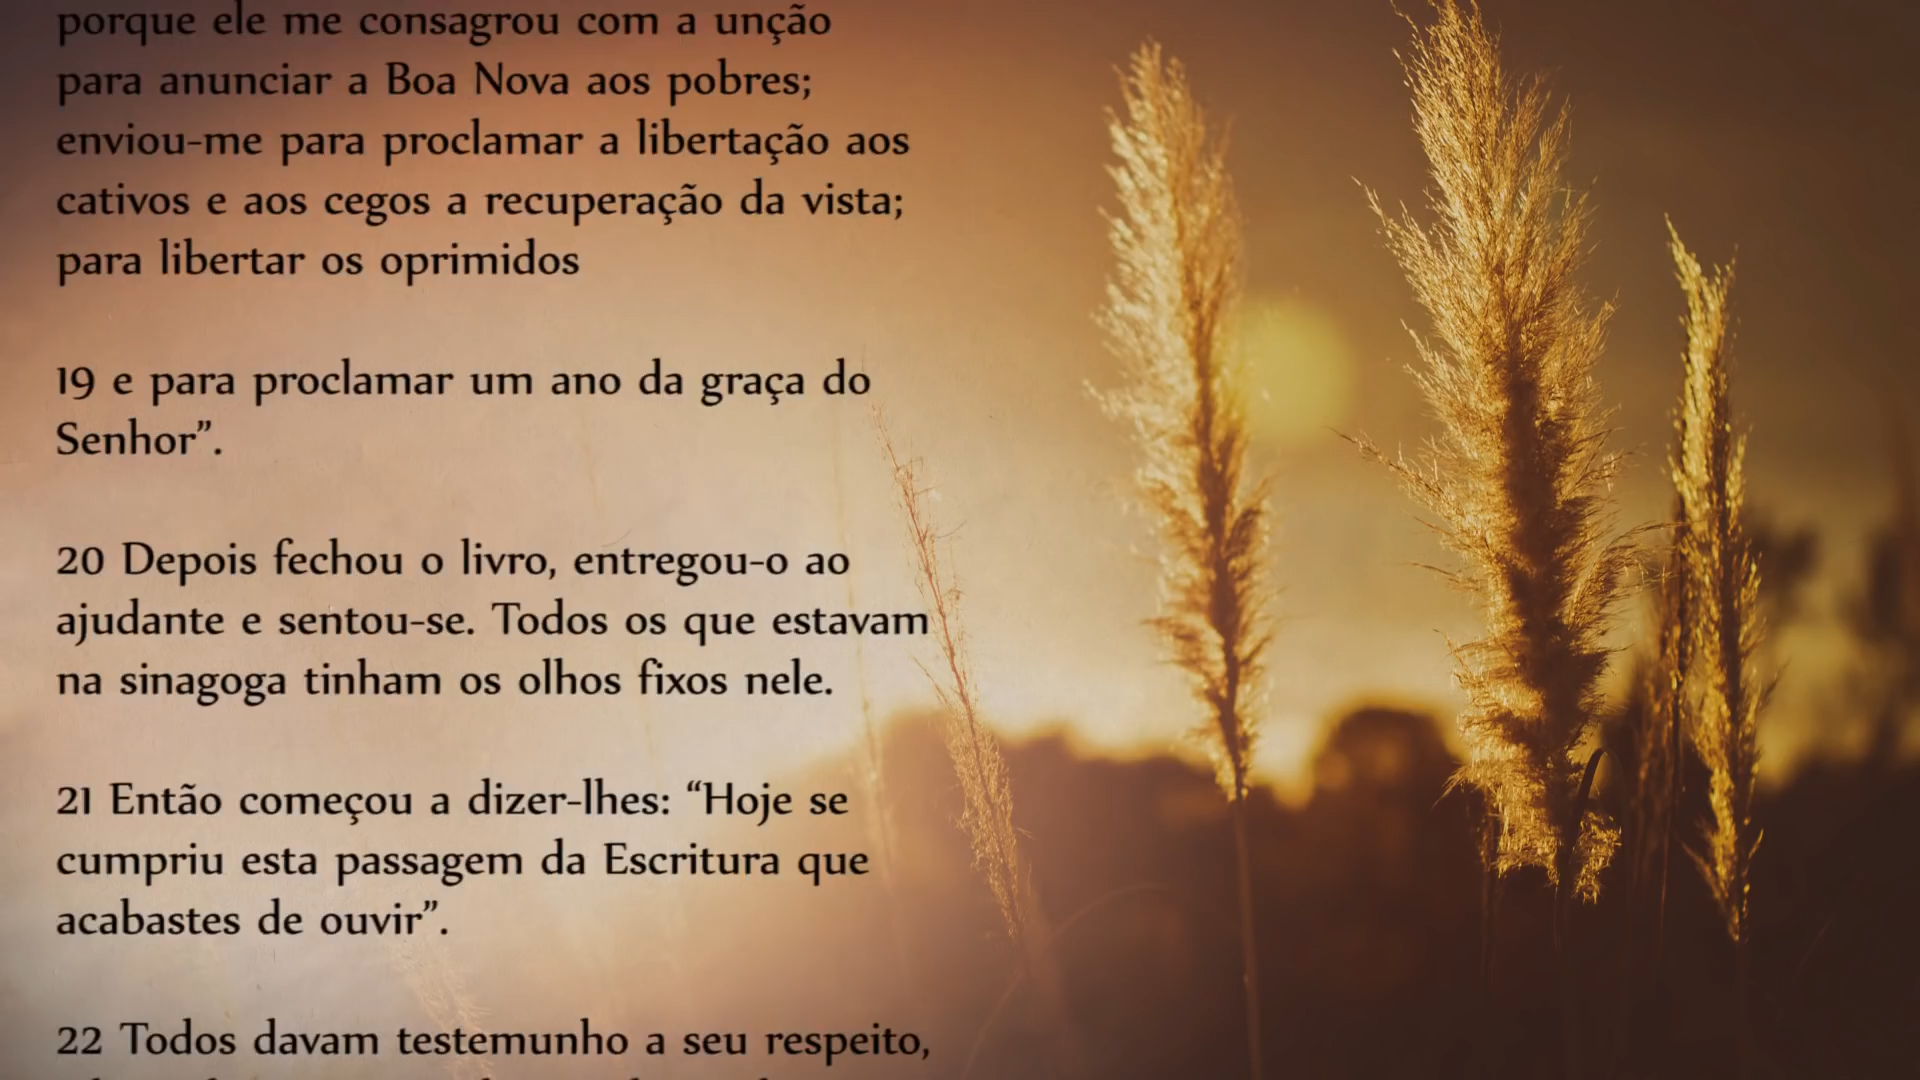 porque ele me consagrou com a unção
para anunciar a Boa Nova aos pobres;
enviou-me para proclamar a libertação aos
cativos e aos cegos a recuperação da vista;
para libertar os oprimidos
19 e para proclamar um ano da graça do
Senhor”.
20 Depois fechou o livro, entregou-o ao
ajudante e sentou-se. Todos os que estavam
na sinagoga tinham os olhos fixos nele.
21 Então começou a dizer-lhes: “Hoje se
cumpriu esta passagem da Escritura que
acabastes de ouvir”.
22 Todos davam testemunho a seu respeito,